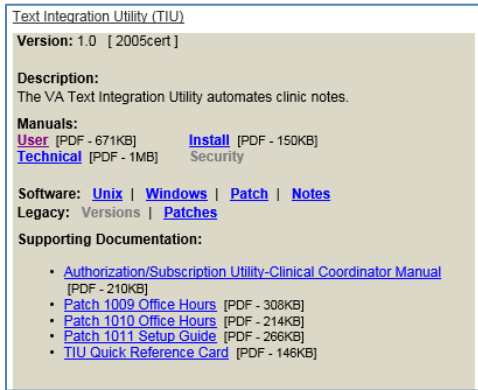 Text Integration Utility (TIU)
Version: 1.0 [ 2005cert ]
Description:
The VA Text Integration Utility automates clinic notes.
Manuals:
User [PDF - 671KB] Install [PDF - 150KB]
Technical [PDF - 1MB] Security
Software: Unix | Windows | Patch | Notes
Legacy: Versions | Patches
Supporting Documentation:
• Authorization/Subscription Utility-Clinical Coordinator Manual
[PDF - 210KB]
• Patch 1009 Office Hours [PDF - 308KB]
• Patch 1010 Office Hours [PDF - 214KB]
• Patch 1011 Setup Guide [PDF - 266KB]
• TIU Quick Reference Card [PDF - 146KB]